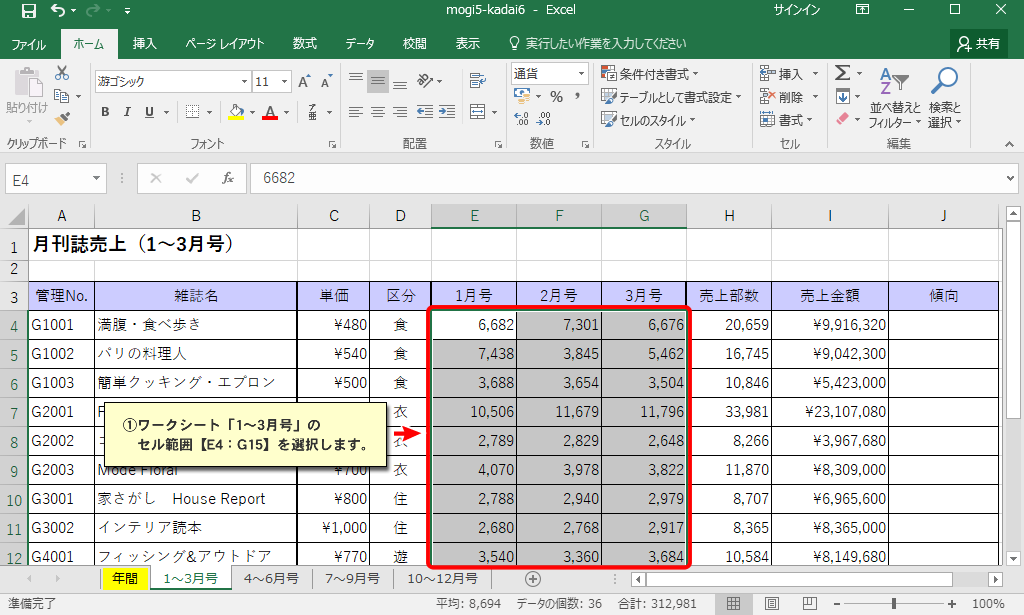 mogi5-kadai6 - Excel サインイン
ファイル ホーム 挿入 ページ レイアウト 数式 データ 校閲 表示 実行したい作業を入力してください 共有
貼り付け 游ゴシック 11 通貨 条件付き書式 挿入
テーブルとして書式設定 削除 並べ替えと 検索と
B I U セルのスタイル 書式 フィルター 選択
クリップボード フォント 配置 数値 スタイル セル 編集
E4 fx 6682
A B C D E F G H I J
1 月刊誌売上（1～3月号）
2
3 管理No. 雑誌名 単価 区分 1月号 2月号 3月号 売上部数 売上金額 傾向
4 G1001 満腹・食べ歩き ¥480 食 6,682 7,301 6,676 20,659 ¥9,916,320
5 G1002 パリの料理人 ¥540 食 7,438 3,845 5,462 16,745 ¥9,042,300
6 G1003 簡単クッキング・エプロン ¥500 食 3,688 3,654 3,504 10,846 ¥5,423,000
7 G2001 衣 10,506 11,679 11,796 33,981 ¥23,107,080
①ワークシート「1～3月号」の
セル範囲【E4：G15】を選択します。
8 G2002 衣 2,789 2,829 2,648 8,266 ¥3,967,680
9 G2003 Mode Floral ¥700 衣 4,070 3,978 3,822 11,870 ¥8,309,000
10 G3001 家さがし House Report ¥800 住 2,788 2,940 2,979 8,707 ¥6,965,600
11 G3002 インテリア読本 ¥1,000 住 2,680 2,768 2,917 8,365 ¥8,365,000
12 G4001 フィッシング&アウトドア ¥770 遊 3,540 3,360 3,684 10,584 ¥8,149,680
年間 1～3月号 4～6月号 7～9月号 10～12月号
準備完了 平均: 8,694 データの個数: 36 合計: 312,981 100%